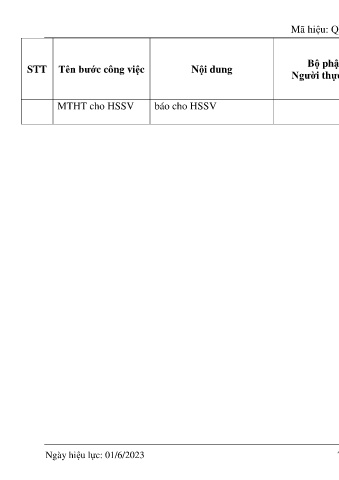 Mã hiệu: Q
STT Tên bước công việc Nội dung Bộ phậ
Người thực
MTHT cho HSSV báo cho HSSV
Ngày hiệu lực: 01/6/2023